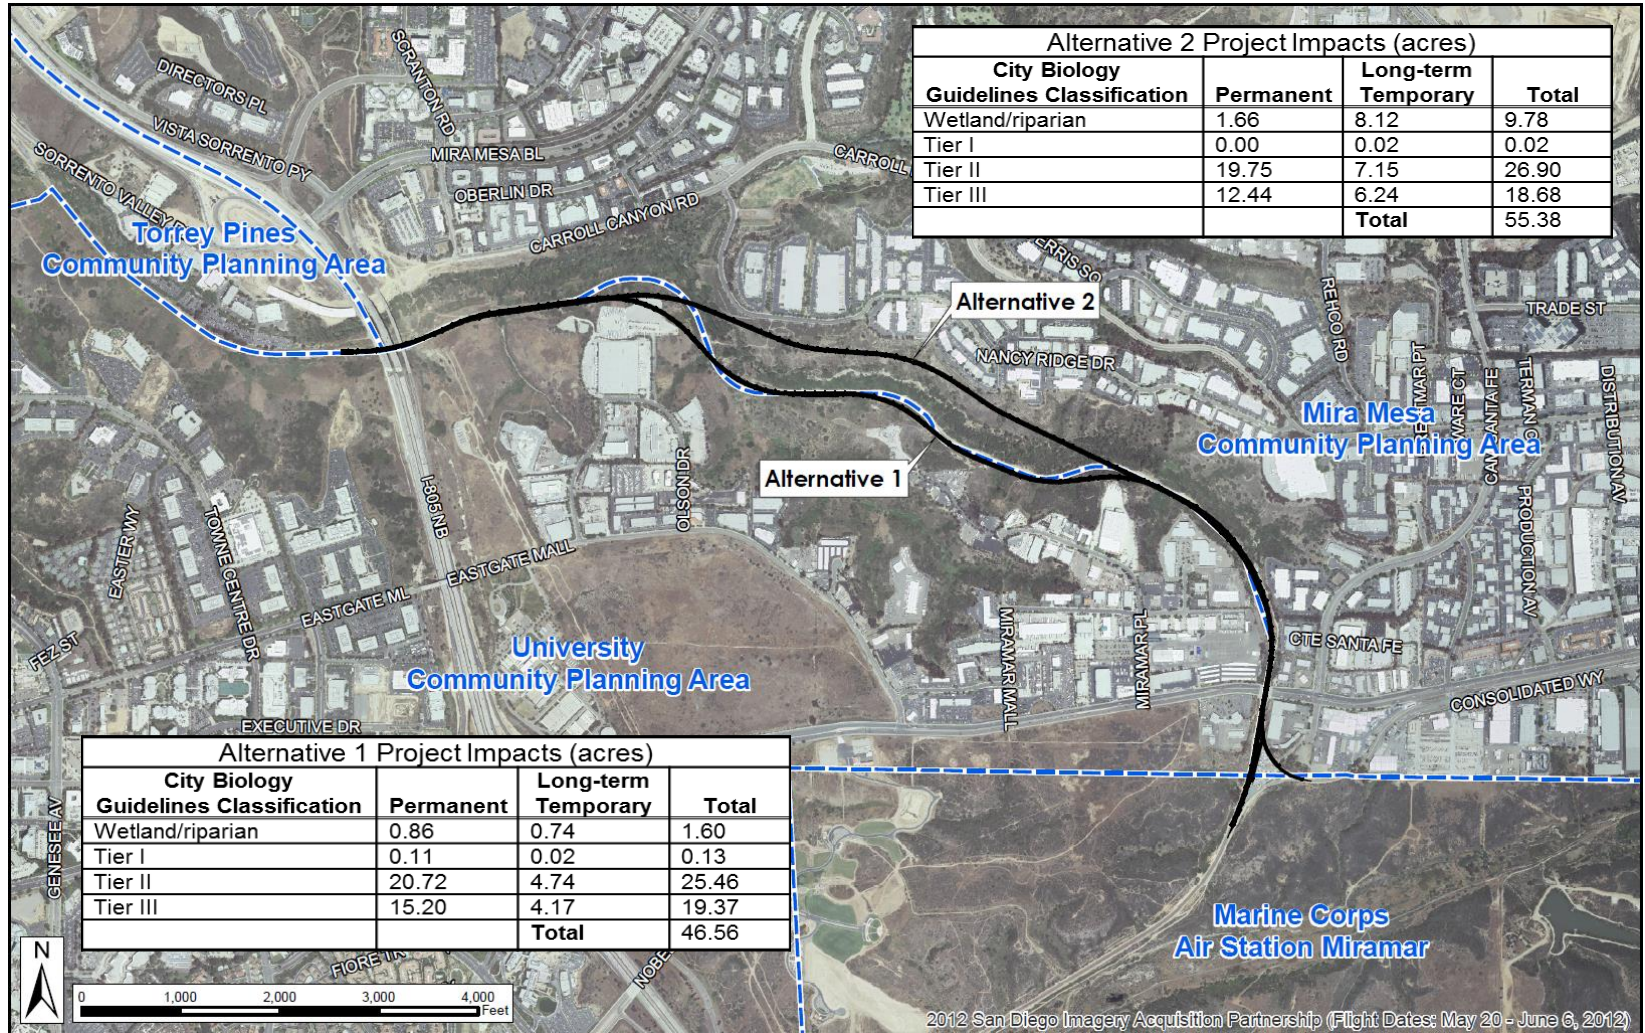 Alternative 2 Project Impacts (acres)
City Biology Guidelines Classification Permanent Long-term Temporary Total
Wetland/riparian 1.66 8.12 9.78
Tier I 0.00 0.02 0.02
Tier II 19.75 7.15 26.90
Tier III 12.44 6.24 18.68
Total 55.38
DIRECTORS PL
SCRANTON RD
VISTA SORRENTO PY
SORRENTO VALLEY
MIRA MESA BL
OBERLIN DR
CARROLL
CARROLL CANYON RD
Torrey Pines
Community Planning Area
Alternative 2
REHCO RD
TRADE ST
NANCY RIDGE DR
Mira Mesa
Community Planning Area
VARE CT
TERMAN
DISTRIBUTION AV
PRODUCTION AV
Alternative 1
OLSON DR
I-805 NB
EASTER WY
TOWNE CENTRE DR
EASTGATE MALL
EASTGATE ML
FEZ ST
University
Community Planning Area
MIRAMAR MALL
MIRAMAR PL
CTE SANTA FE
CONSOLIDATED WY
EXECUTIVE DR
GENESEE AV
Alternative 1 Project Impacts (acres)
City Biology Guidelines Classification Permanent Long-term Temporary Total
Wetland/riparian 0.86 0.74 1.60
Tier I 0.11 0.02 0.13
Tier II 20.72 4.74 25.46
Tier III 15.20 4.17 19.37
Total 46.56
Marine Corps
Air Station Miramar
N
FIORE
NOBE
0 1,000 2,000 3,000 4,000
Feet
2012 San Diego Imagery Acquisition Partnership (Flight Dates: May 20 - June 6, 2012)